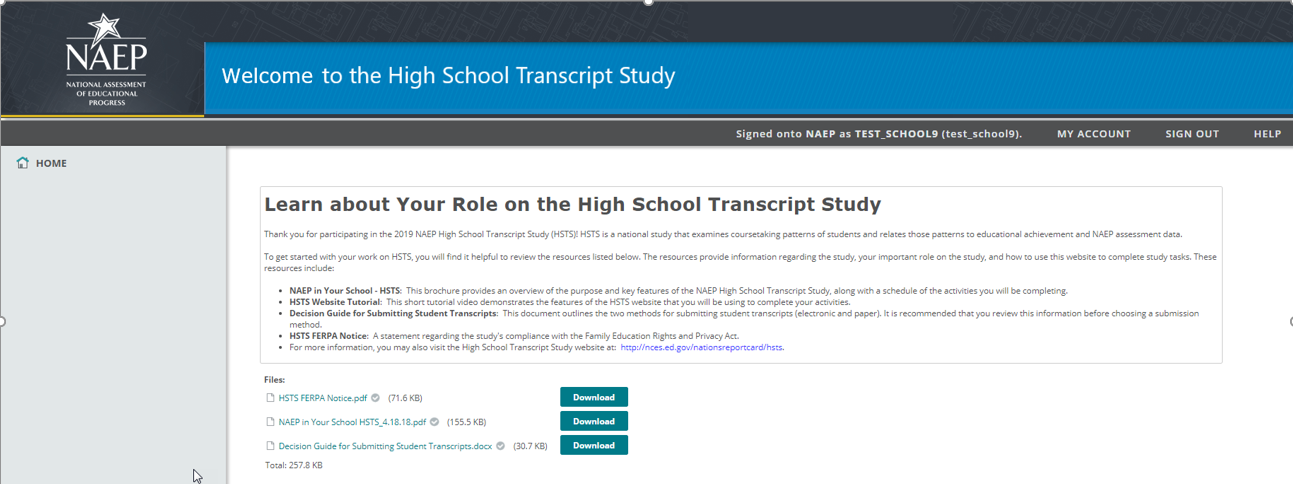 NAEP
NATIONAL ASSESSMENT
OF EDUCATIONAL
PROGRESS
Welcome to the High School Transcript Study
Signed onto NAEP as TEST_SCHOOL9 (test_school9). MY ACCOUNT SIGN OUT HELP
HOME
Learn about Your Role on the High School Transcript Study
Thank you for participating in the 2019 NAEP High School Transcript Study (HSTS)! HSTS is a national study that examines coursetaking patterns of students and relates those patterns to educational achievement and NAEP assessment data.
To get started with your work on HSTS, you will find it helpful to review the resources listed below. The resources provide information regarding the study, your important role on the study, and how to use this website to complete study tasks. These
resources include:
• NAEP in Your School - HSTS: This brochure provides an overview of the purpose and key features of the NAEP High School Transcript Study, along with a schedule of the activities you will be completing.
• HSTS Website Tutorial: This short tutorial video demonstrates the features of the HSTS website that you will be using to complete your activities.
• Decision Guide for Submitting Student Transcripts: This document outlines the two methods for submitting student transcripts (electronic and paper). It is recommended that you review this information before choosing a submission
method.
• HSTS FERPA Notice: A statement regarding the study's compliance with the Family Education Rights and Privacy Act.
• For more information, you may also visit the High School Transcript Study website at: http://nces.ed.gov/nationsreportcard/hsts.
Files:
HSTS FERPA Notice.pdf (71.6 KB) Download
NAEP in Your School HSTS_4.18.18.pdf (155.5 KB) Download
Decision Guide for Submitting Student Transcripts.docx (30.7 KB) Download
Total: 257.8 KB